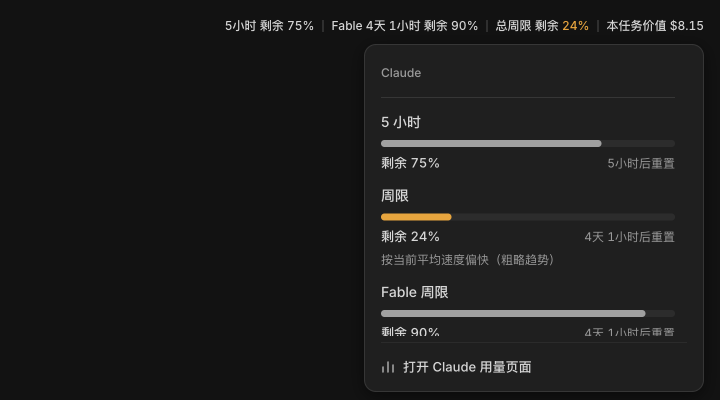 5小时 剩余 75% | Fable 4天 1小时 剩余 90% | 总周限 剩余 24% | 本任务价值 $8.15
Claude
5 小时
剩余 75% 5小时后重置
周限
剩余 24% 4天 1小时后重置
按当前平均速度偏快（粗略趋势）
Fable 周限
剩余 90% 4天 1小时后重置
打开 Claude 用量页面